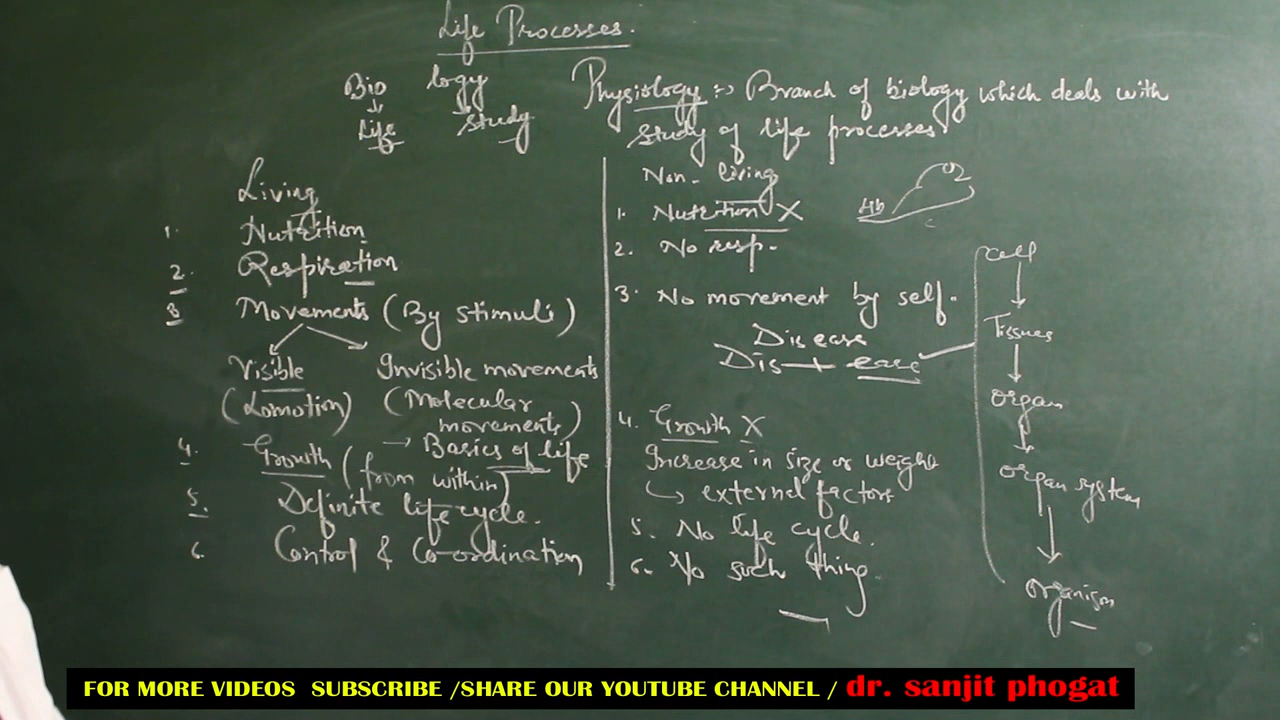 Life Processes.
Bio logy
Life study
Physiology :-> Branch of biology which deals with
study of life processes
Living
1. Nutrition
2. Respiration
3 Movements (By stimuli)
Visible Invisible movements
(Lomotion) (Molecular
movements)
→ Basics of life
4. Growth (from within)
5. Definite life cycle.
6. Control & Co-ordination
Non-living
1. Nutrition X
2. No resp.
3. No movement by self.
Disease
Dis + ease
4. Growth X
Increase in size or weight
↳ external factors
5. No life cycle.
6. No such thing.
Hb O2
Cell
Tissues
organ
organ system
organism
FOR MORE VIDEOS SUBSCRIBE /SHARE OUR YOUTUBE CHANNEL / dr. sanjit phogat